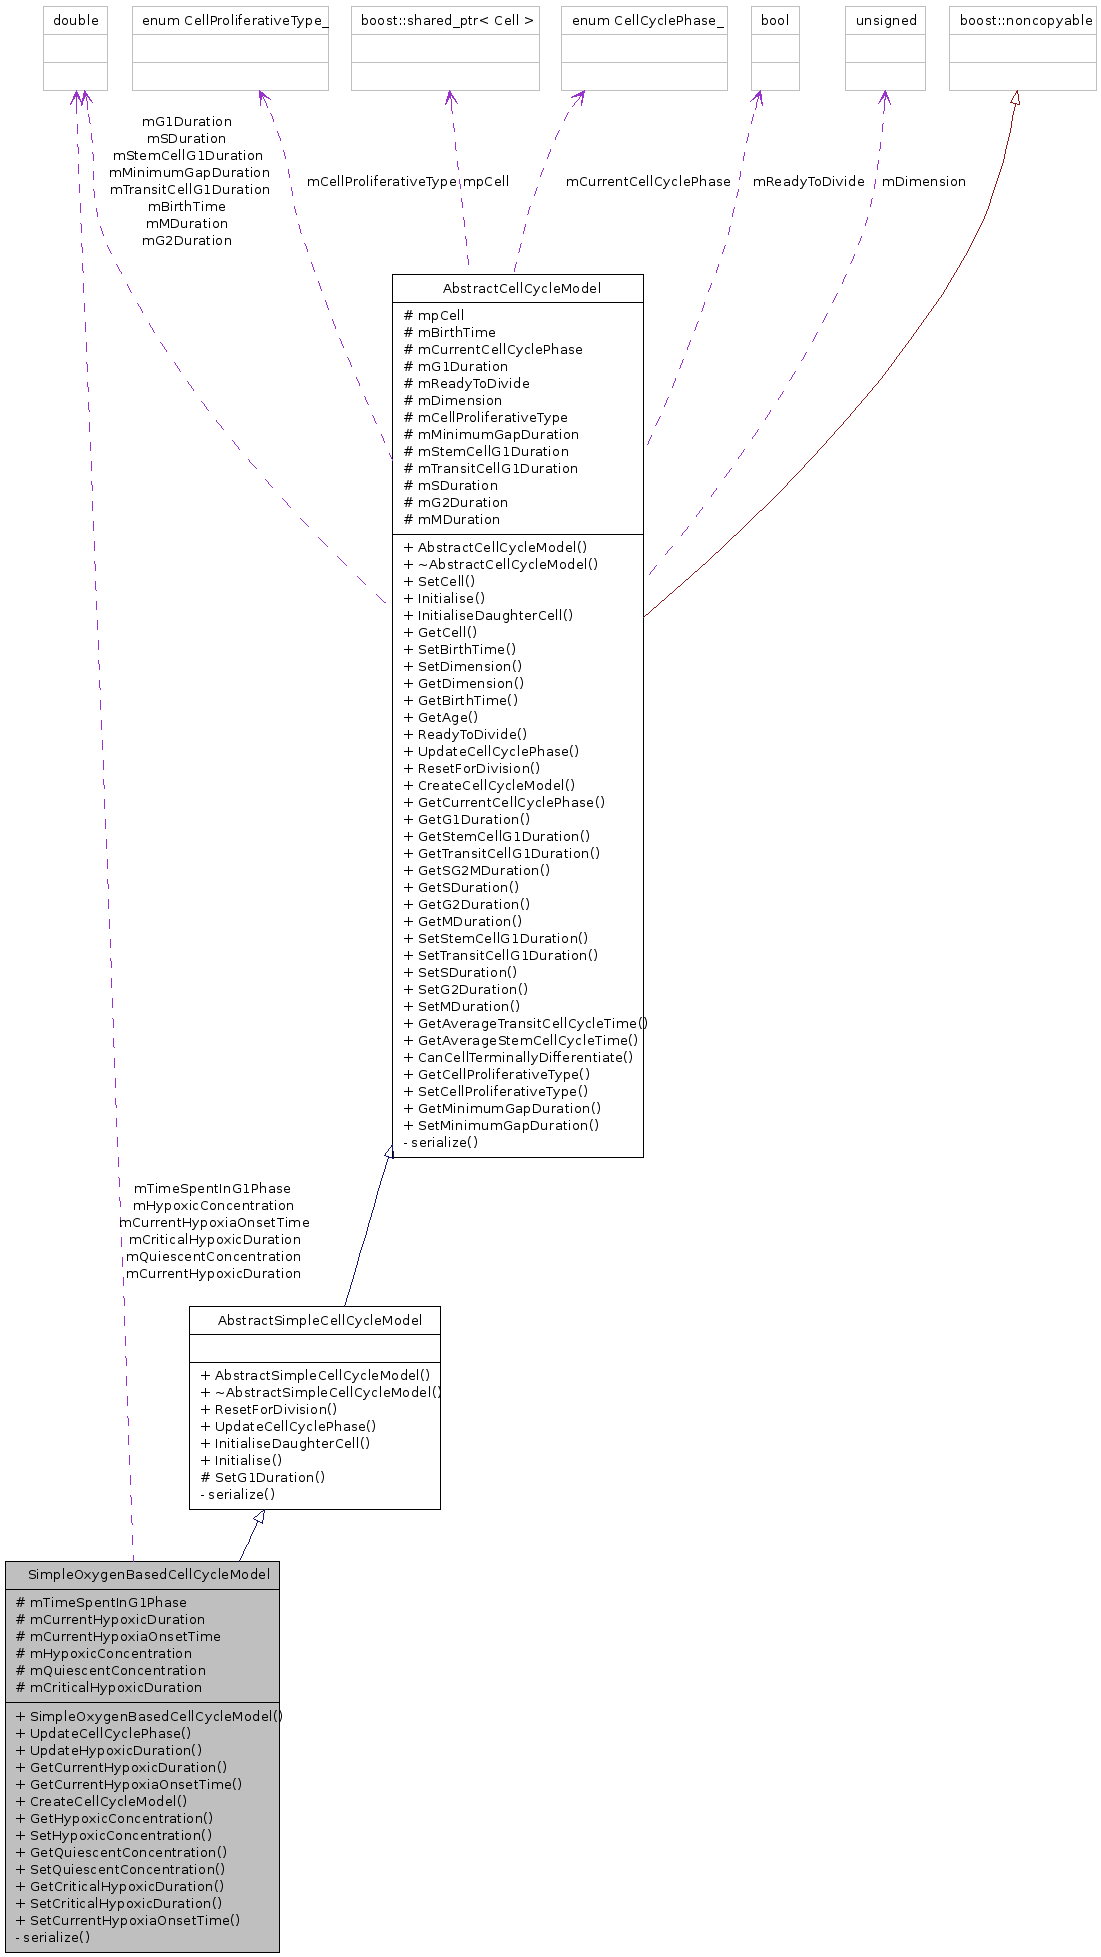 double
enum CellProliferativeType_
boost::shared_ptr< Cell >
enum CellCyclePhase_
bool
unsigned
boost::noncopyable
mG1Duration
mSDuration
mStemCellG1Duration
mMinimumGapDuration
mTransitCellG1Duration
mBirthTime
mMDuration
mG2Duration
mCellProliferativeType
mpCell
mCurrentCellCyclePhase
mReadyToDivide
mDimension
AbstractCellCycleModel
# mpCell
# mBirthTime
# mCurrentCellCyclePhase
# mG1Duration
# mReadyToDivide
# mDimension
# mCellProliferativeType
# mMinimumGapDuration
# mStemCellG1Duration
# mTransitCellG1Duration
# mSDuration
# mG2Duration
# mMDuration
+ AbstractCellCycleModel()
+ ~AbstractCellCycleModel()
+ SetCell()
+ Initialise()
+ InitialiseDaughterCell()
+ GetCell()
+ SetBirthTime()
+ SetDimension()
+ GetDimension()
+ GetBirthTime()
+ GetAge()
+ ReadyToDivide()
+ UpdateCellCyclePhase()
+ ResetForDivision()
+ CreateCellCycleModel()
+ GetCurrentCellCyclePhase()
+ GetG1Duration()
+ GetStemCellG1Duration()
+ GetTransitCellG1Duration()
+ GetSG2MDuration()
+ GetSDuration()
+ GetG2Duration()
+ GetMDuration()
+ SetStemCellG1Duration()
+ SetTransitCellG1Duration()
+ SetSDuration()
+ SetG2Duration()
+ SetMDuration()
+ GetAverageTransitCellCycleTime()
+ GetAverageStemCellCycleTime()
+ CanCellTerminallyDifferentiate()
+ GetCellProliferativeType()
+ SetCellProliferativeType()
+ GetMinimumGapDuration()
+ SetMinimumGapDuration()
- serialize()
mTimeSpentInG1Phase
mHypoxicConcentration
mCurrentHypoxiaOnsetTime
mCriticalHypoxicDuration
mQuiescentConcentration
mCurrentHypoxicDuration
AbstractSimpleCellCycleModel
+ AbstractSimpleCellCycleModel()
+ ~AbstractSimpleCellCycleModel()
+ ResetForDivision()
+ UpdateCellCyclePhase()
+ InitialiseDaughterCell()
+ Initialise()
# SetG1Duration()
- serialize()
SimpleOxygenBasedCellCycleModel
# mTimeSpentInG1Phase
# mCurrentHypoxicDuration
# mCurrentHypoxiaOnsetTime
# mHypoxicConcentration
# mQuiescentConcentration
# mCriticalHypoxicDuration
+ SimpleOxygenBasedCellCycleModel()
+ UpdateCellCyclePhase()
+ UpdateHypoxicDuration()
+ GetCurrentHypoxicDuration()
+ GetCurrentHypoxiaOnsetTime()
+ CreateCellCycleModel()
+ GetHypoxicConcentration()
+ SetHypoxicConcentration()
+ GetQuiescentConcentration()
+ SetQuiescentConcentration()
+ GetCriticalHypoxicDuration()
+ SetCriticalHypoxicDuration()
+ SetCurrentHypoxiaOnsetTime()
- serialize()